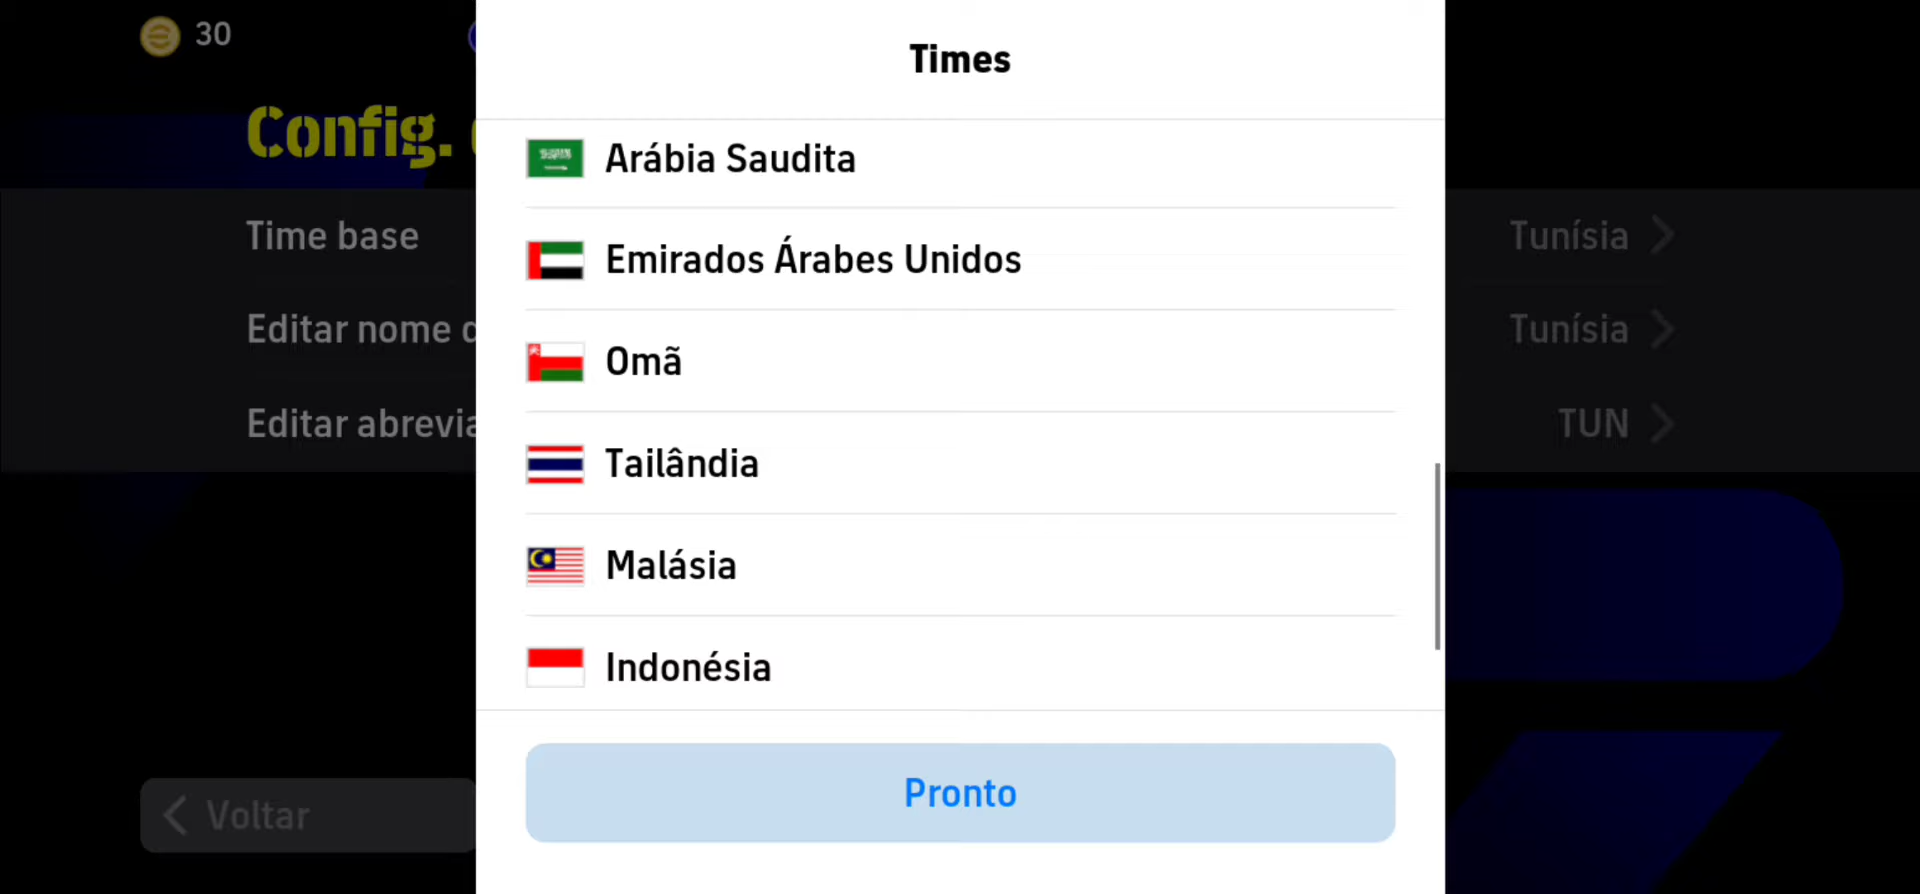 30
Times
Config.
Arábia Saudita
Time base
Tunísia
Emirados Árabes Unidos
Editar nome
Tunísia
Omã
Editar
TUN
Tailândia
Malásia
Indonésia
Pronto
Voltar